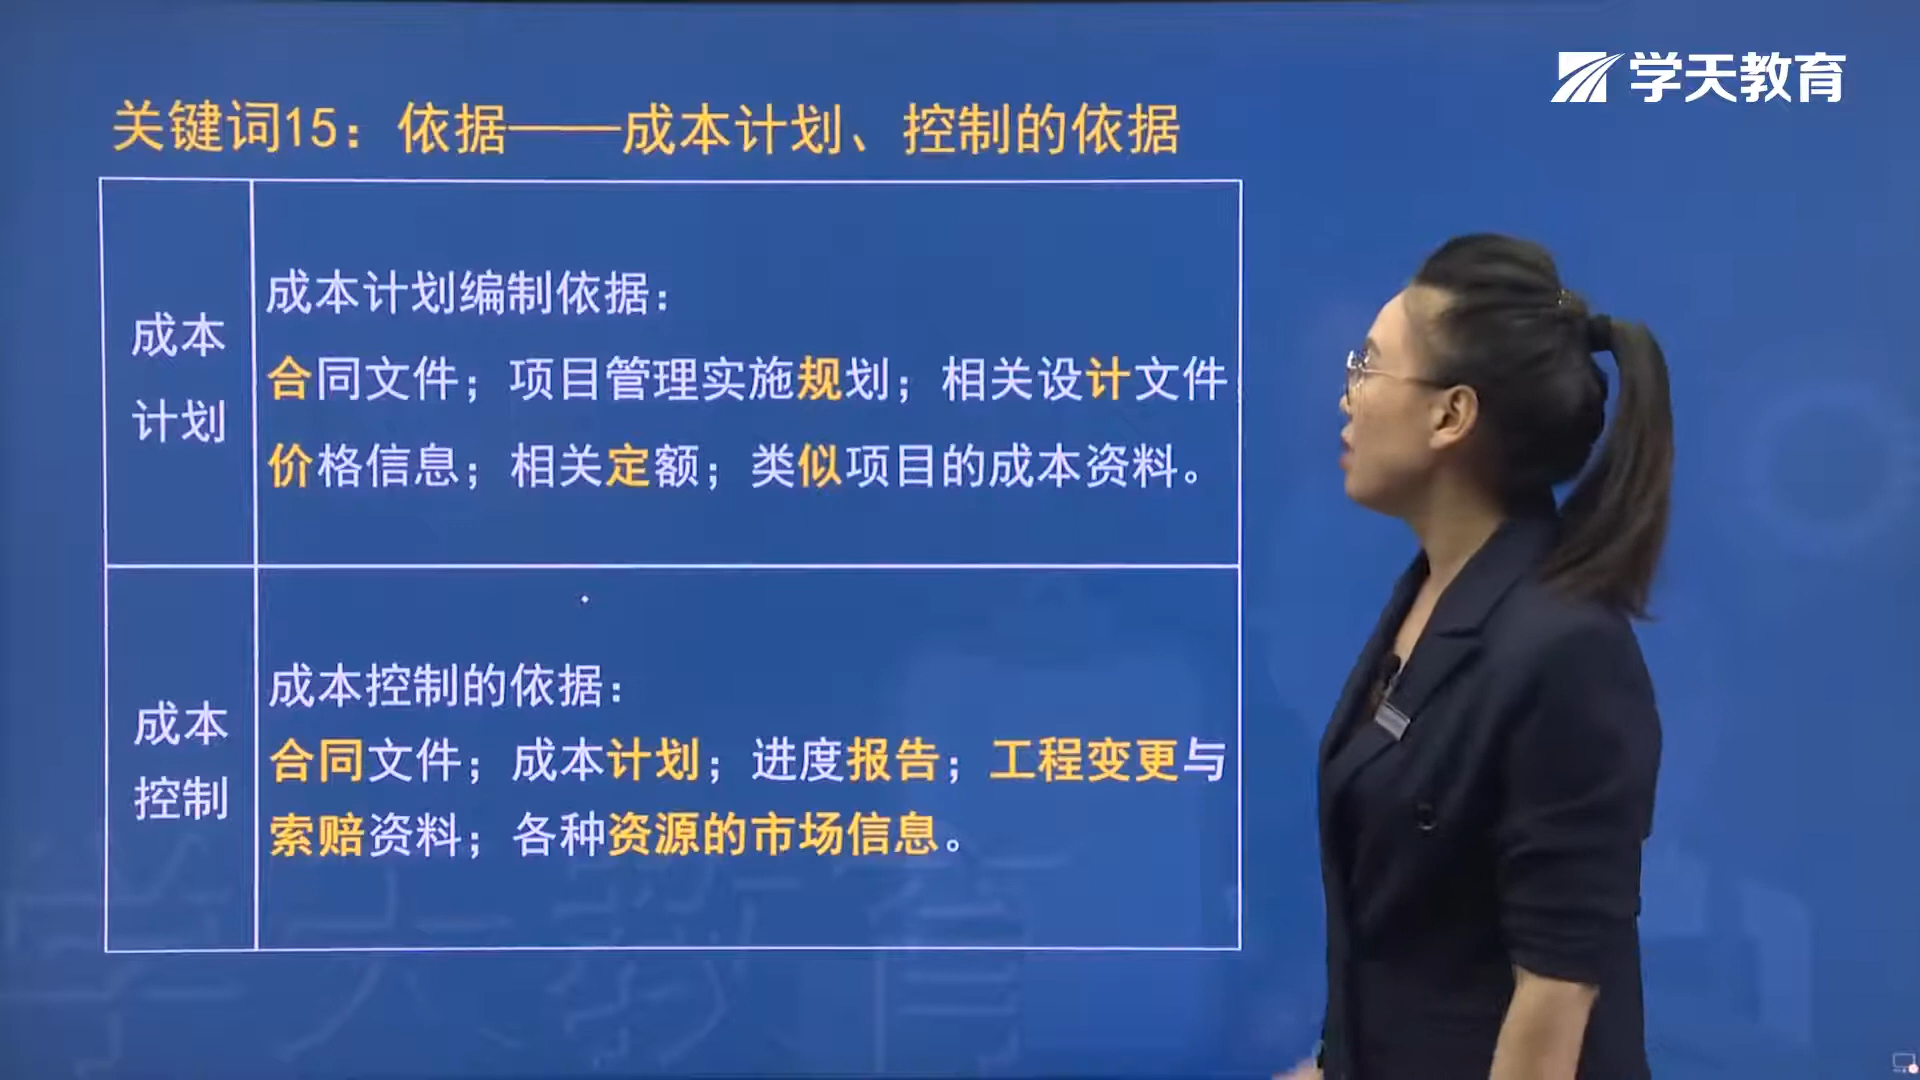 学天教育
关键词15：依据——成本计划、控制的依据
成本
计划
成本计划编制依据：
合同文件；项目管理实施规划；相关设计文件
价格信息；相关定额；类似项目的成本资料。
成本
控制
成本控制的依据：
合同文件；成本计划；进度报告；工程变更与
索赔资料；各种资源的市场信息。
学天教育